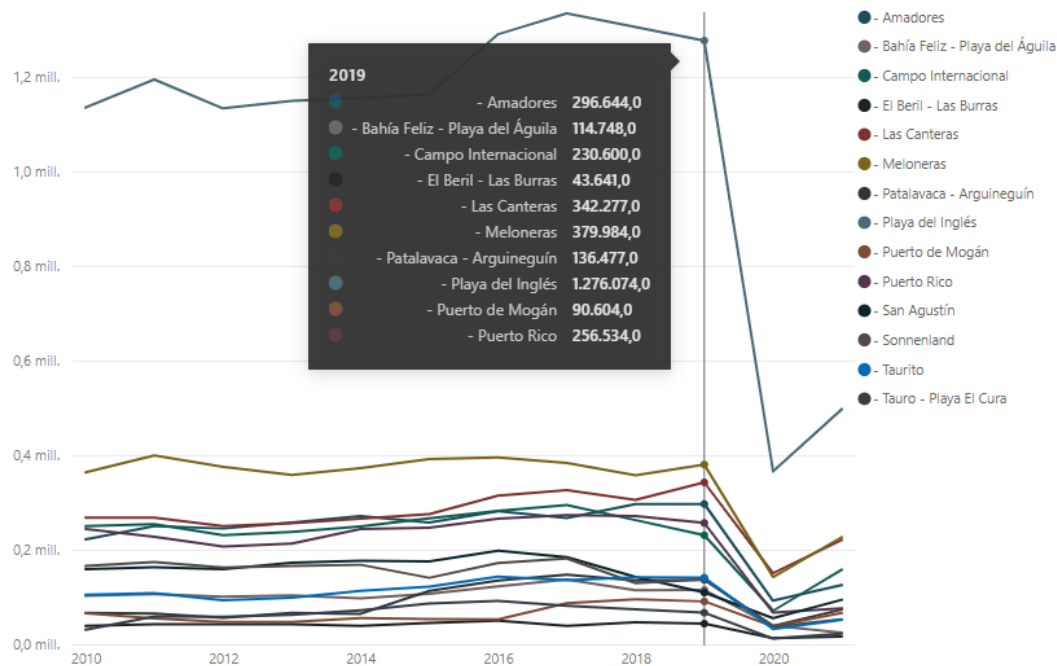 1,2 mill.
1,0 mill.
0,8 mill.
0,6 mill.
0,4 mill.
0,2 mill.
0,0 mill.
2010
2012
2014
2016
2018
2020
2019
- Amadores 296.644,0
- Bahía Feliz - Playa del Águila 114.748,0
- Campo Internacional 230.600,0
- El Beril - Las Burras 43.641,0
- Las Canteras 342.277,0
- Meloneras 379.984,0
- Patalavaca - Arguineguín 136.477,0
- Playa del Inglés 1.276.074,0
- Puerto de Mogán 90.604,0
- Puerto Rico 256.534,0
- Amadores
- Bahía Feliz - Playa del Águila
- Campo Internacional
- El Beril - Las Burras
- Las Canteras
- Meloneras
- Patalavaca - Arguineguín
- Playa del Inglés
- Puerto de Mogán
- Puerto Rico
- San Agustín
- Sonnenland
- Taurito
- Tauro - Playa El Cura